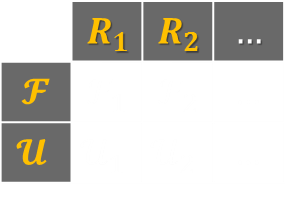 R₁ R₂ ...
ℱ
𝒰